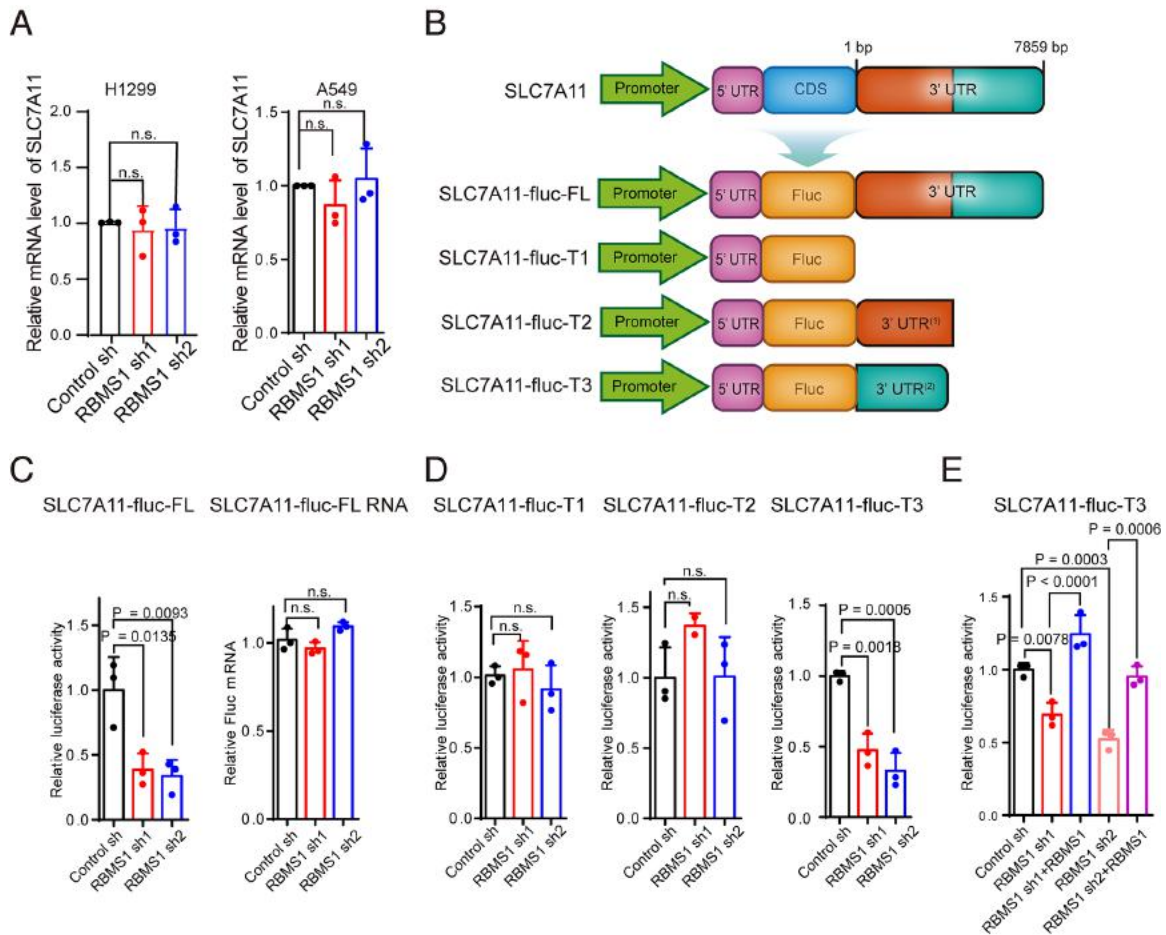 A
H1299
Relative mRNA level of SLC7A11
2.0
1.5
1.0
0.5
0.0
n.s.
n.s.
Control sh
RBMS1 sh1
RBMS1 sh2
A549
Relative mRNA level of SLC7A11
1.5
1.0
0.5
0.0
n.s.
n.s.
Control sh
RBMS1 sh1
RBMS1 sh2
B
1 bp
7859 bp
SLC7A11
Promoter
5' UTR
CDS
3' UTR
SLC7A11-fluc-FL
Promoter
5' UTR
Fluc
3' UTR
SLC7A11-fluc-T1
Promoter
5' UTR
Fluc
SLC7A11-fluc-T2
Promoter
5' UTR
Fluc
3' UTR(1)
SLC7A11-fluc-T3
Promoter
5' UTR
Fluc
3' UTR(2)
C
SLC7A11-fluc-FL
Relative luciferase activity
1.5
1.0
0.5
0.0
P = 0.0093
P = 0.0135
Control sh
RBMS1 sh1
RBMS1 sh2
SLC7A11-fluc-FL RNA
Relative Fluc mRNA
1.0
0.5
0.0
n.s.
n.s.
Control sh
RBMS1 sh1
RBMS1 sh2
D
SLC7A11-fluc-T1
Relative luciferase activity
1.5
1.0
0.5
0.0
n.s.
n.s.
Control sh
RBMS1 sh1
RBMS1 sh2
SLC7A11-fluc-T2
Relative luciferase activity
1.5
1.0
0.5
0.0
n.s.
n.s.
Control sh
RBMS1 sh1
RBMS1 sh2
SLC7A11-fluc-T3
Relative luciferase activity
1.5
1.0
0.5
0.0
P = 0.0005
P = 0.0018
Control sh
RBMS1 sh1
RBMS1 sh2
E
SLC7A11-fluc-T3
Relative luciferase activity
1.5
1.0
0.5
0.0
P = 0.0006
P = 0.0003
P < 0.0001
P = 0.0078
Control sh
RBMS1 sh1
RBMS1 sh1+RBMS1
RBMS1 sh2
RBMS1 sh2+RBMS1